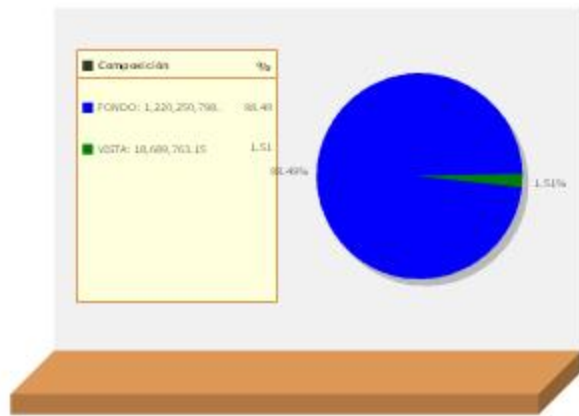 Composición %
FONDO: 1,220,250,798. 98.49
VISTA: 18,689,763.15 1.51
98.49%
1.51%